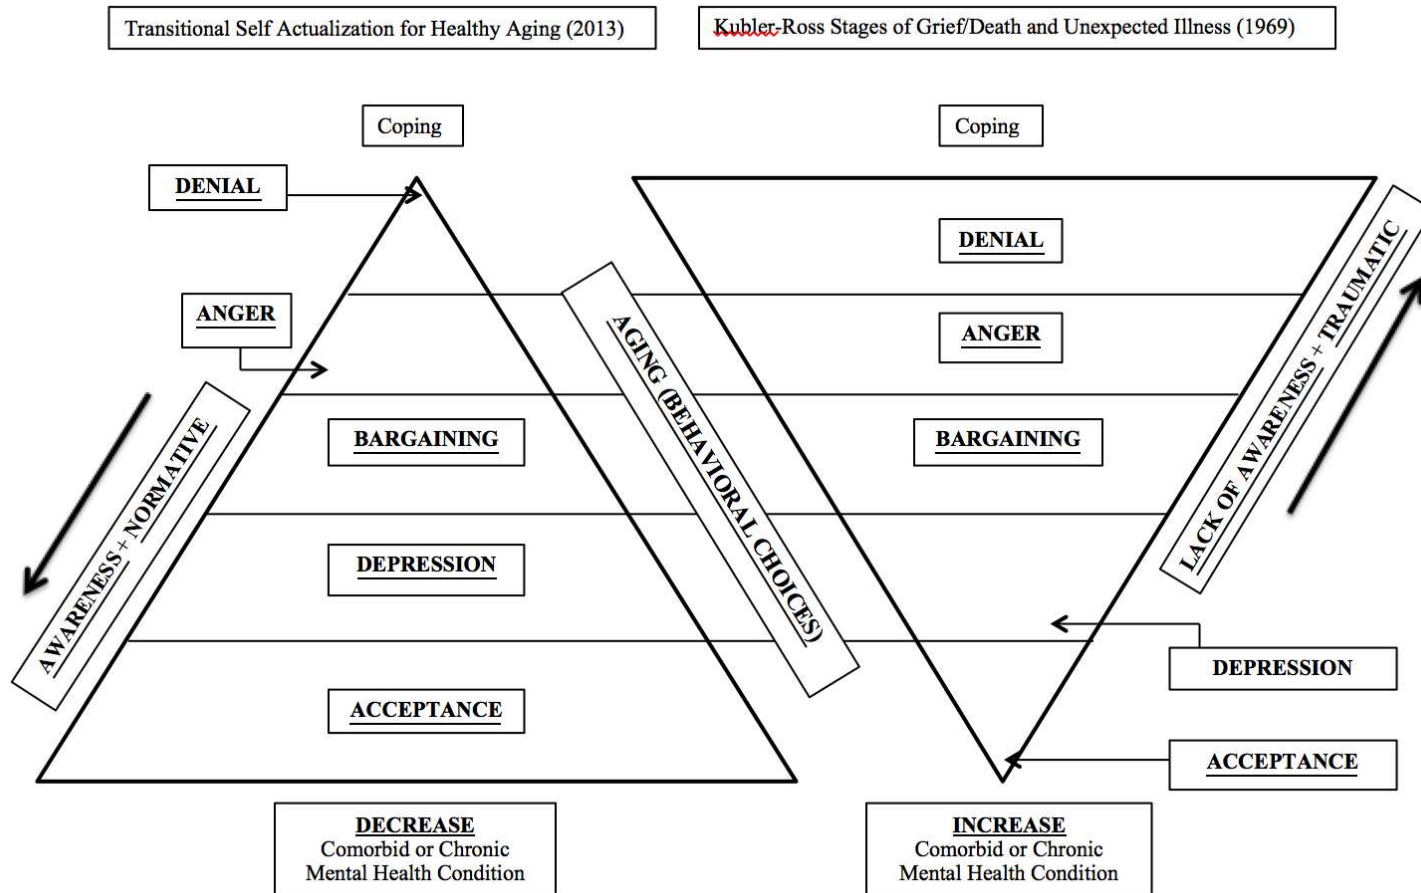 Transitional Self Actualization for Healthy Aging (2013)
Kubler-Ross Stages of Grief/Death and Unexpected Illness (1969)
Coping
Coping
DENIAL
DENIAL
ANGER
ANGER
BARGAINING
BARGAINING
DEPRESSION
DEPRESSION
ACCEPTANCE
ACCEPTANCE
AWARENESS + NORMATIVE
AGING (BEHAVIORAL CHOICES)
LACK OF AWARENESS + TRAUMATIC
DECREASE
Comorbid or Chronic
Mental Health Condition
INCREASE
Comorbid or Chronic
Mental Health Condition